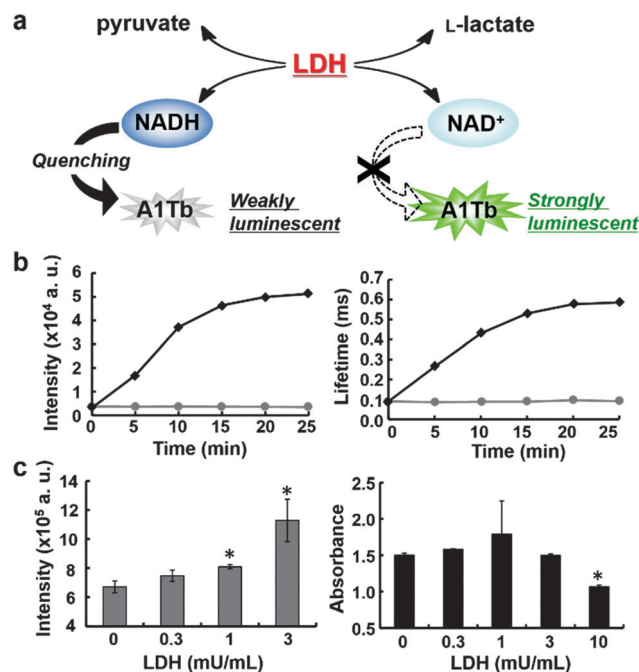 a
pyruvate
L-lactate
LDH
NADH
NAD+
Quenching
A1Tb
Weakly
luminescent
A1Tb
Strongly
luminescent
b
Intensity (x10⁴ a. u.)
6
5
4
3
2
1
0
0 5 10 15 20 25
Time (min)
Lifetime (ms)
0.7
0.6
0.5
0.4
0.3
0.2
0.1
0.0
0 5 10 15 20 25
Time (min)
c
Intensity (x10⁵ a. u.)
14
12
10
8
6
4
* *
0 0.3 1 3
LDH (mU/mL)
Absorbance
2.5
2.0
1.5
1.0
0.5
*
0 0.3 1 3 10
LDH (mU/mL)